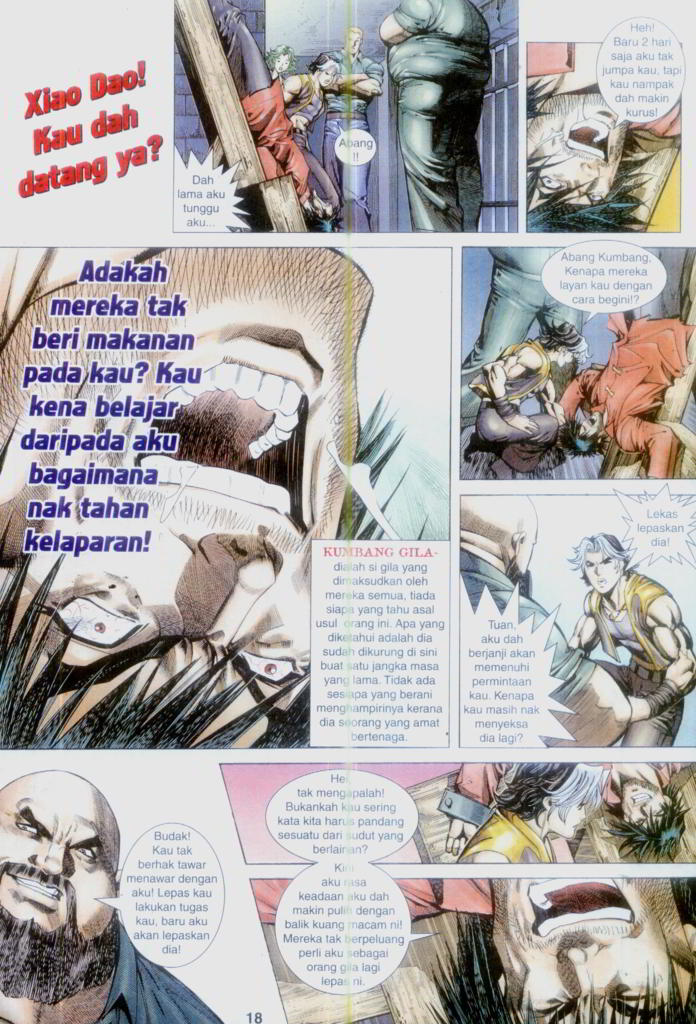 Xiao Dao!
Kau dah
datang ya?
Dah
lama aku
tunggu
aku...
Abang
!!
Heh!
Baru 2 hari
saja aku tak
jumpa kau, tapi
kau nampak
dah makin
kurus!
Adakah
mereka tak
beri makanan
pada kau? Kau
kena belajar
daripada aku
bagaimana
nak tahan
kelaparan!
KUMBANG GILA-
dialah si gila yang
dimaksudkan oleh
mereka semua, tiada
siapa yang tahu asal
usul orang ini. Apa yang
diketahui adalah dia
sudah dikurung di sini
buat satu jangka masa
yang lama. Tidak ada
sesiapa yang berani
menghampirinya kerana
dia seorang yang amat
bertenaga.
Abang Kumbang,
Kenapa mereka
layan kau dengan
cara begini!?
Lekas
lepaskan
dia!
Tuan,
aku dah
berjanji akan
memenuhi
permintaan
kau. Kenapa
kau masih nak
menyeksa
dia lagi?
Budak!
Kau tak
berhak tawar
menawar dengan
aku! Lepas kau
lakukan tugas
kau, baru aku
akan lepaskan
dia!
Hei,
tak mengapalah!
Bukankah kau sering
kata kita harus pandang
sesuatu dari sudut yang
berlainan?
Kini
aku rasa
keadaan aku dah
makin pulih dengan
balik kuang macam ni!
Mereka tak berpeluang
perli aku sebagai
orang gila lagi
lepas ni.
18